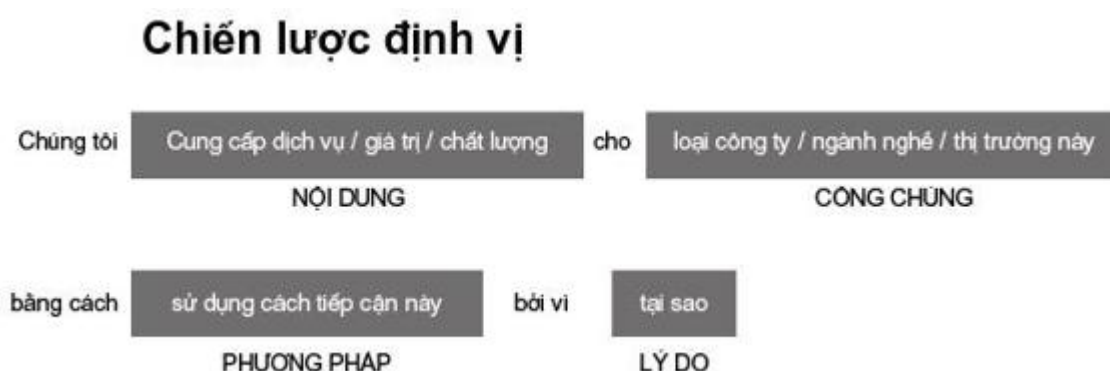 Chiến lược định vị
Chúng tôi Cung cấp dịch vụ / giá trị / chất lượng cho loại công ty / ngành nghề / thị trường này
NỘI DUNG CÔNG CHÚNG
bằng cách sử dụng cách tiếp cận này bởi vì tại sao
PHƯƠNG PHÁP LÝ DO